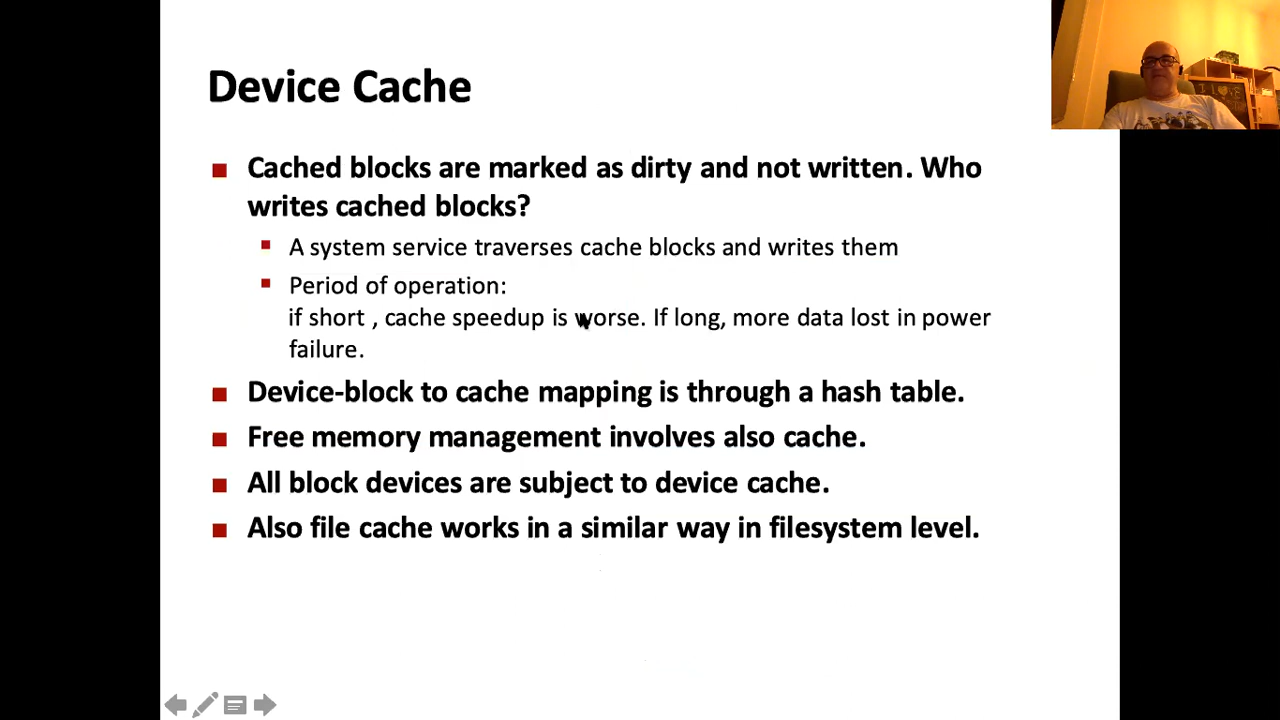 Device Cache
Cached blocks are marked as dirty and not written. Who
writes cached blocks?
A system service traverses cache blocks and writes them
Period of operation:
if short , cache speedup is worse. If long, more data lost in power
failure.
Device-block to cache mapping is through a hash table.
Free memory management involves also cache.
All block devices are subject to device cache.
Also file cache works in a similar way in filesystem level.